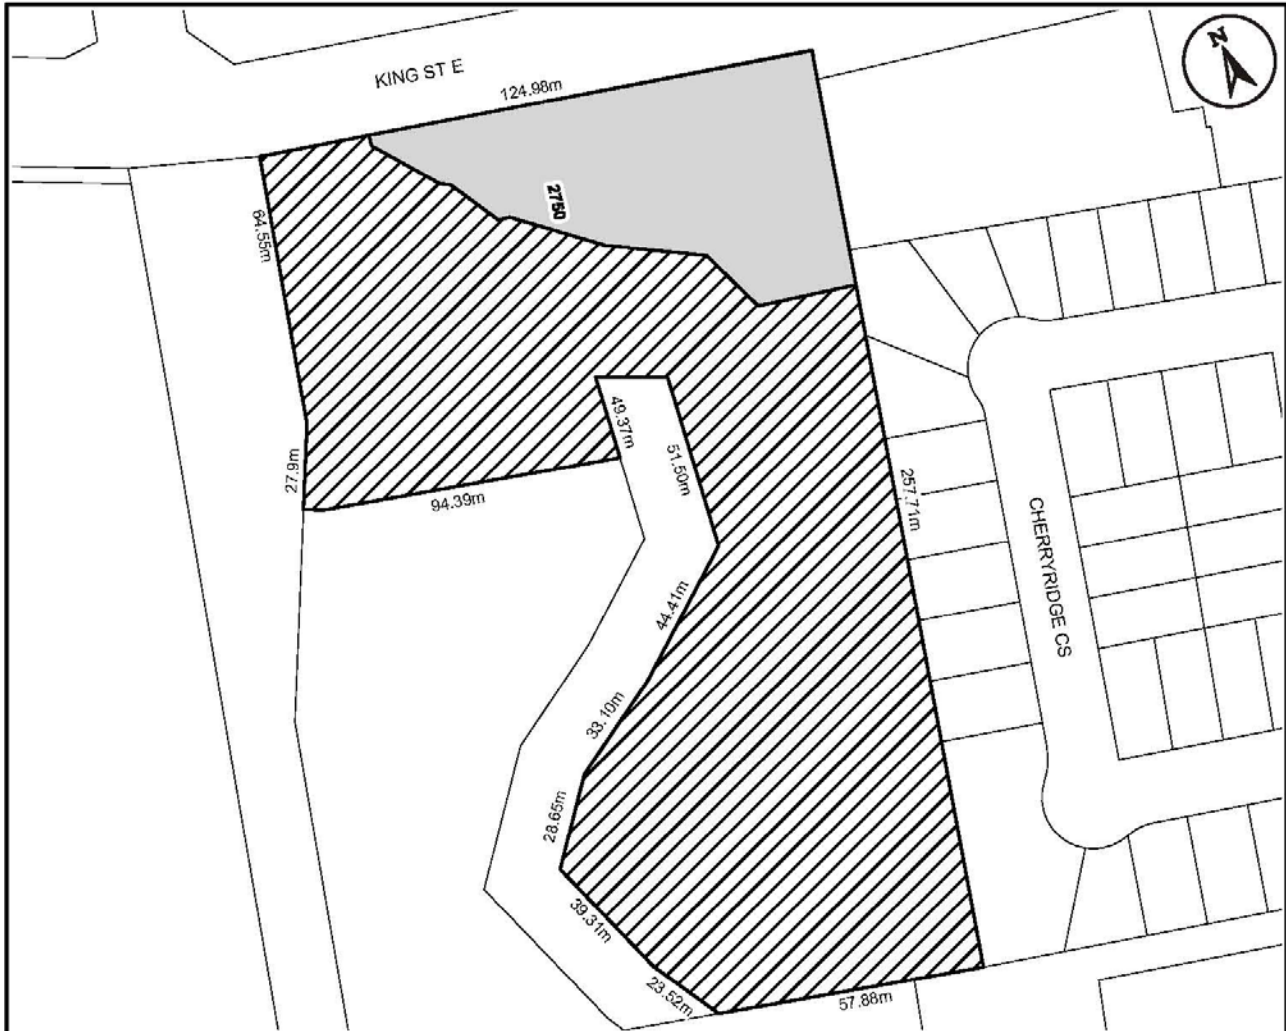 KING ST E
124.98m
N
2750
64.55m
49.37m
51.50m
27.9m
94.39m
257.71m
CHERRYRIDGE CS
44.41m
33.10m
28.65m
39.31m
23.52m
57.88m